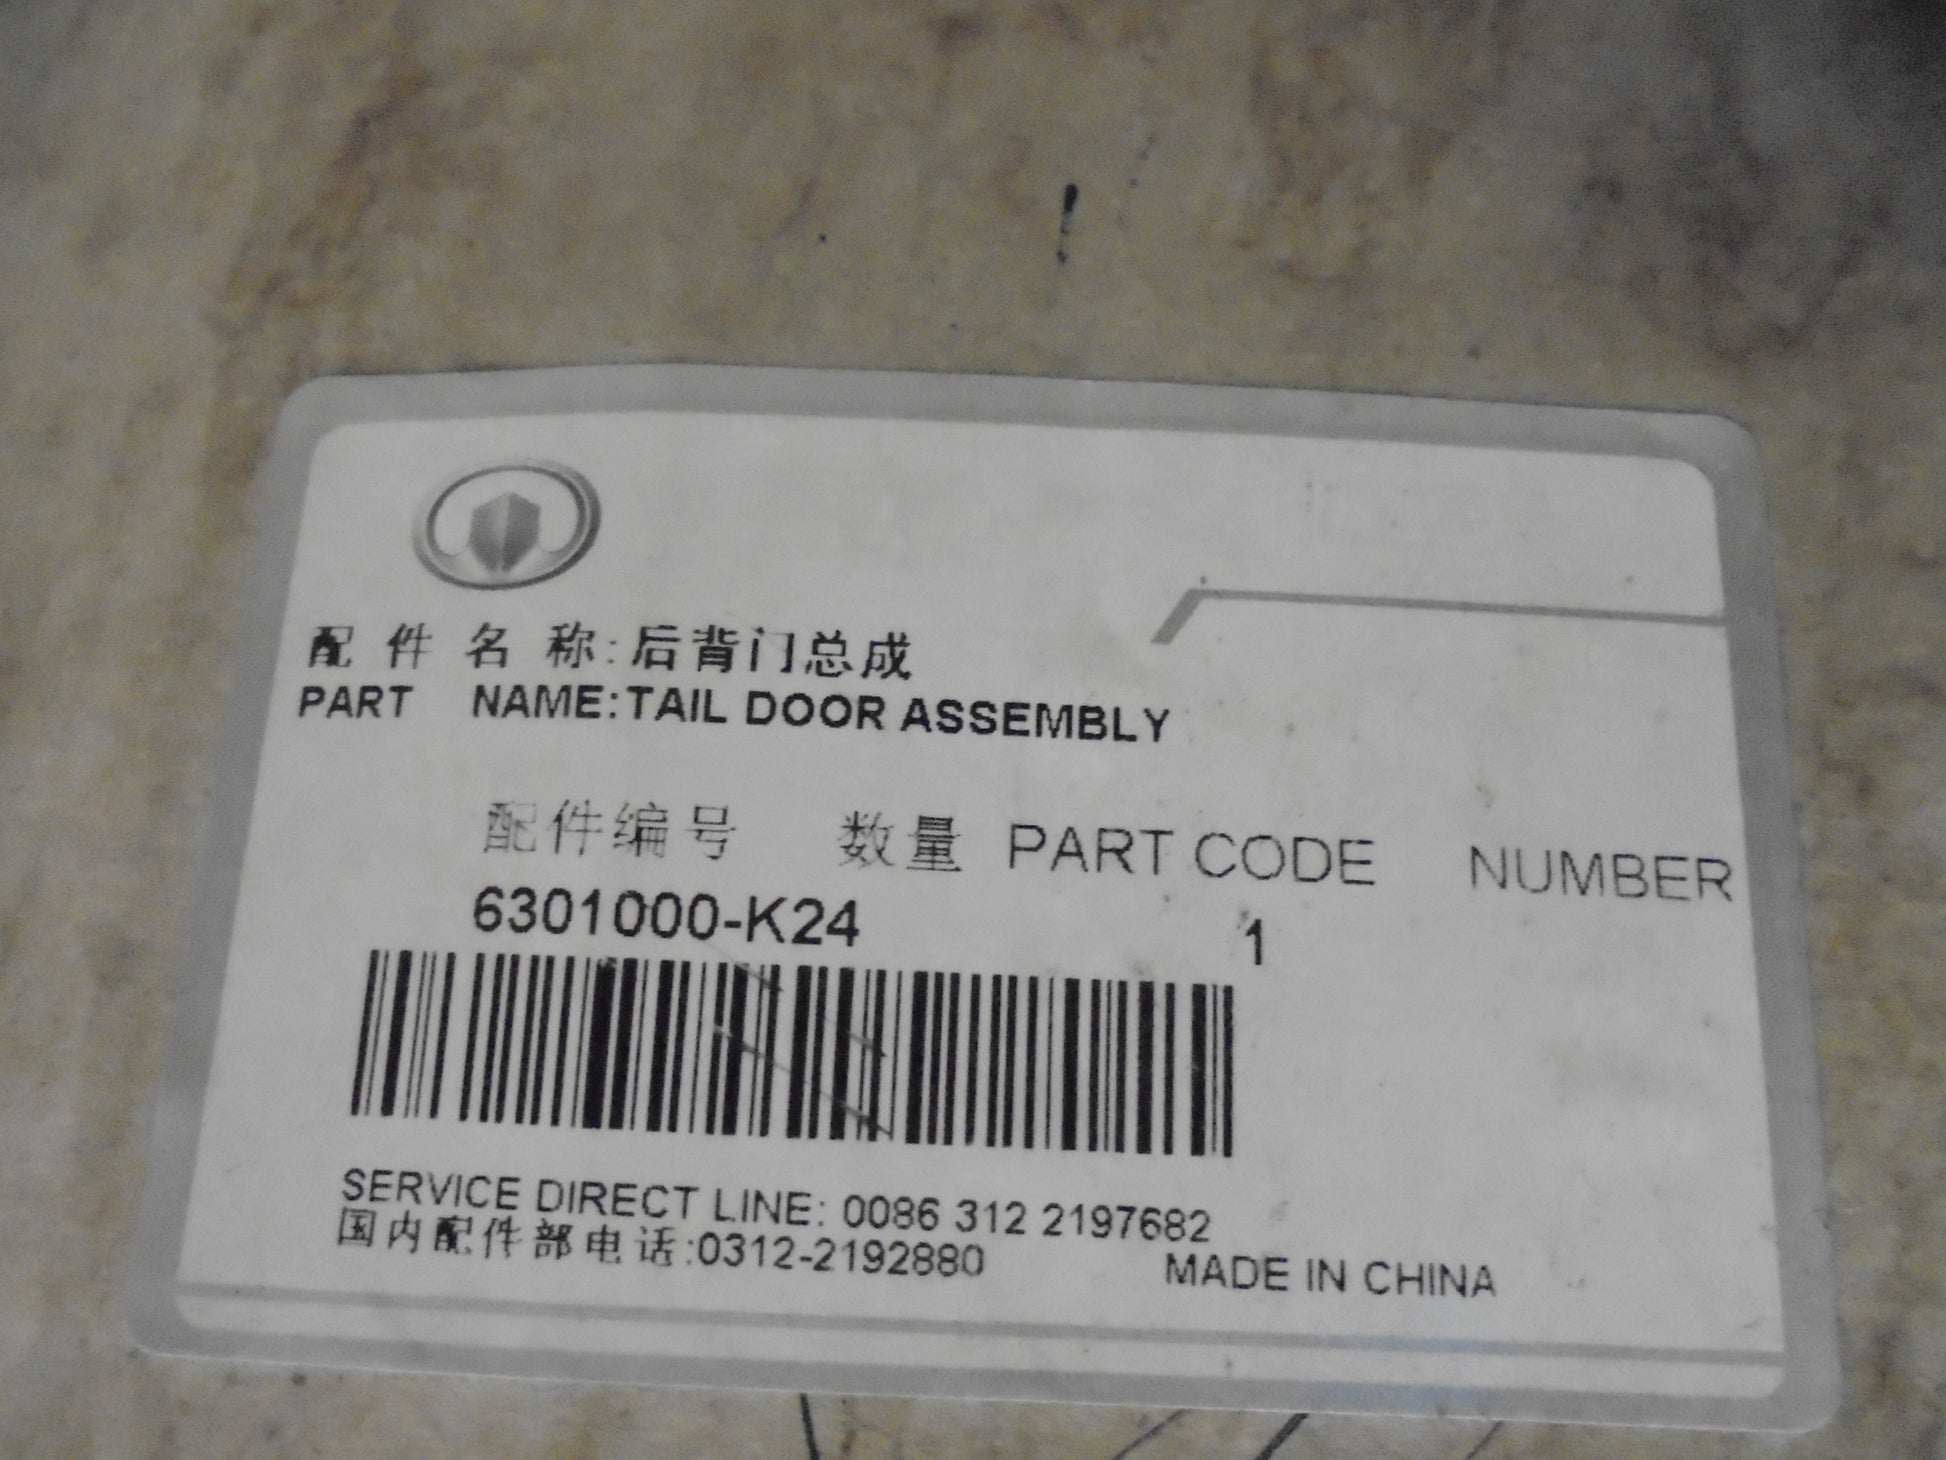 配 件 名 称:后背门总成
PART NAME:TAIL DOOR ASSEMBLY
配件编号 数量 PART CODE NUMBER
6301000-K24 1
SERVICE DIRECT LINE: 0086 312 2197682
国内配件部电话:0312-2192880
MADE IN CHINA